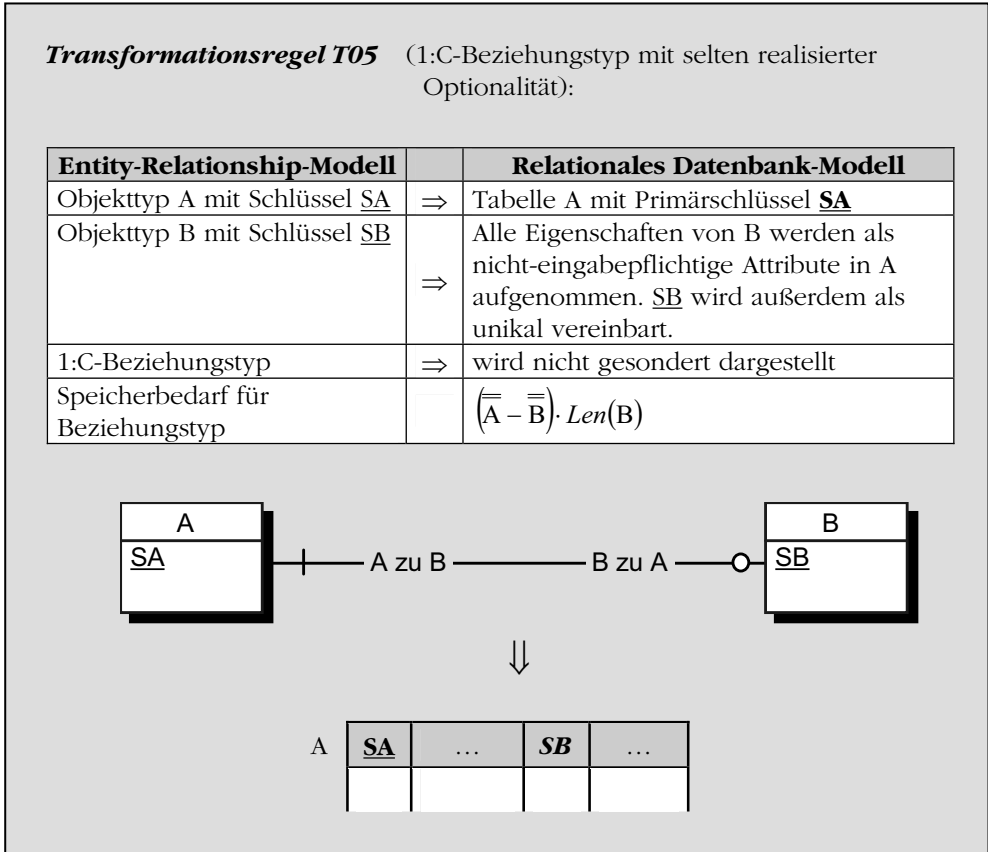 Transformationsregel T05 (1:C-Beziehungstyp mit selten realisierter
Optionalität):
Entity-Relationship-Modell Relationales Datenbank-Modell
Objekttyp A mit Schlüssel SA ⇒ Tabelle A mit Primärschlüssel SA
Objekttyp B mit Schlüssel SB ⇒ Alle Eigenschaften von B werden als
nicht-eingabepflichtige Attribute in A
aufgenommen. SB wird außerdem als
unikal vereinbart.
1:C-Beziehungstyp ⇒ wird nicht gesondert dargestellt
Speicherbedarf für
Beziehungstyp
(A̿ − B̿)· Len(B)
A
SA
A zu B
B zu A
B
SB
⇓
A SA … SB …